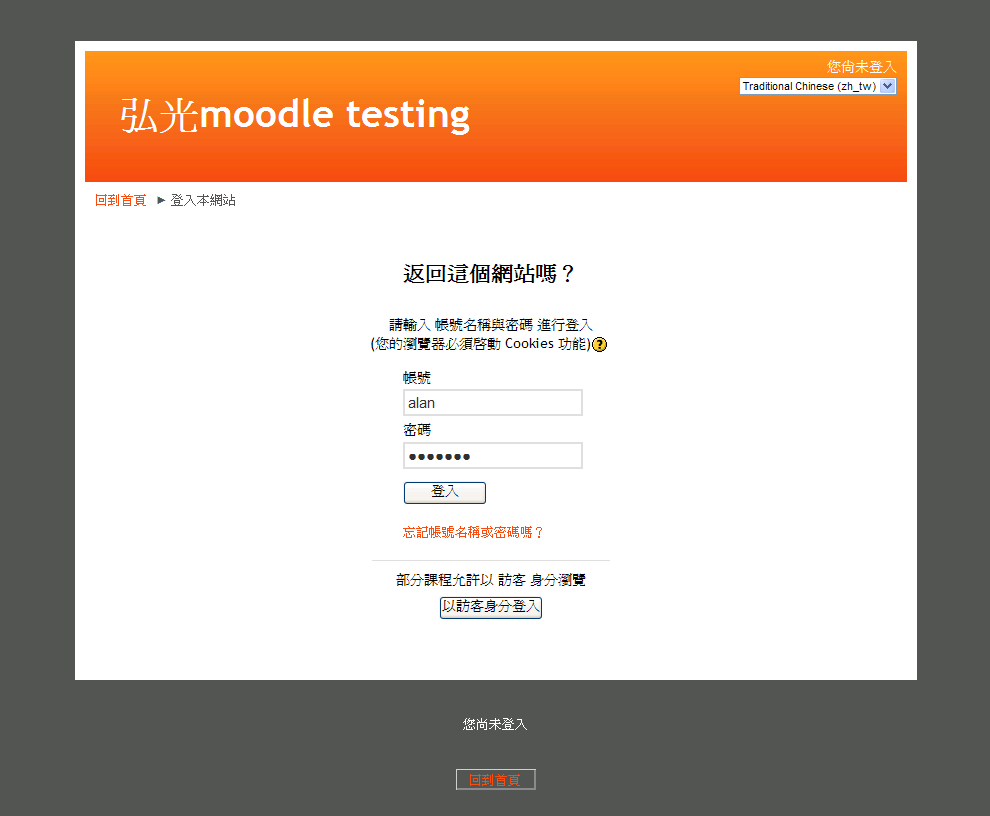 您尚未登入
Traditional Chinese (zh_tw)
弘光moodle testing
回到首頁 ► 登入本網站
返回這個網站嗎？
請輸入 帳號名稱與密碼 進行登入
(您的瀏覽器必須啓動 Cookies 功能)?
帳號
alan
密碼
●●●●●●●
登入
忘記帳號名稱或密碼嗎？
部分課程允許以 訪客 身分瀏覽
以訪客身分登入
您尚未登入
回到首頁